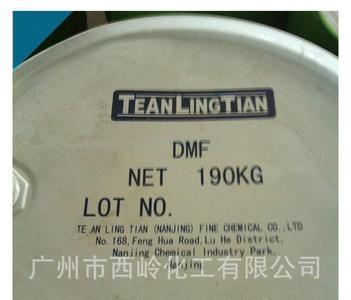 TEANLINGTIAN
DMF
NET 190KG
LOT NO.
TE AN LING TIAN (NANJING) FINE CHEMICAL CO.,LTD
No.168,Feng Hua Road,Lu He District,
Nanjing Chemical Industry Park,
Nanjing
广州市西岭化工有限公司